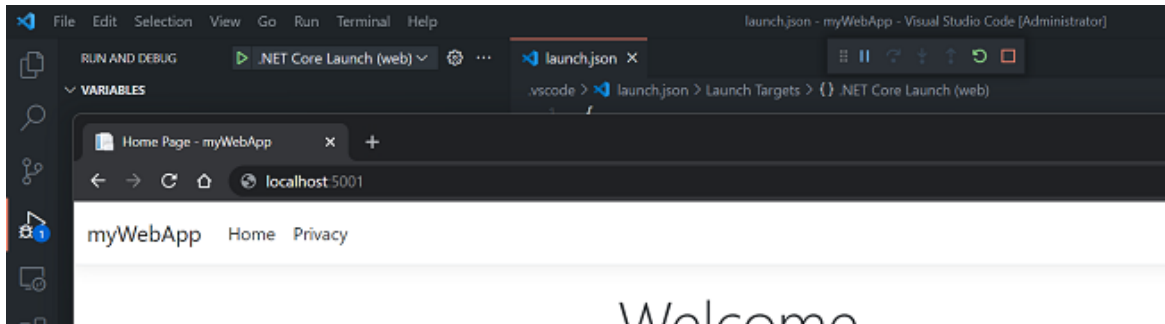 File Edit Selection View Go Run Terminal Help launch.json - myWebApp - Visual Studio Code [Administrator]
RUN AND DEBUG .NET Core Launch (web) ··· launch.json
VARIABLES .vscode > launch.json > Launch Targets > {} .NET Core Launch (web)
1 {
Home Page - myWebApp
localhost:5001
1
myWebApp Home Privacy
Welcome